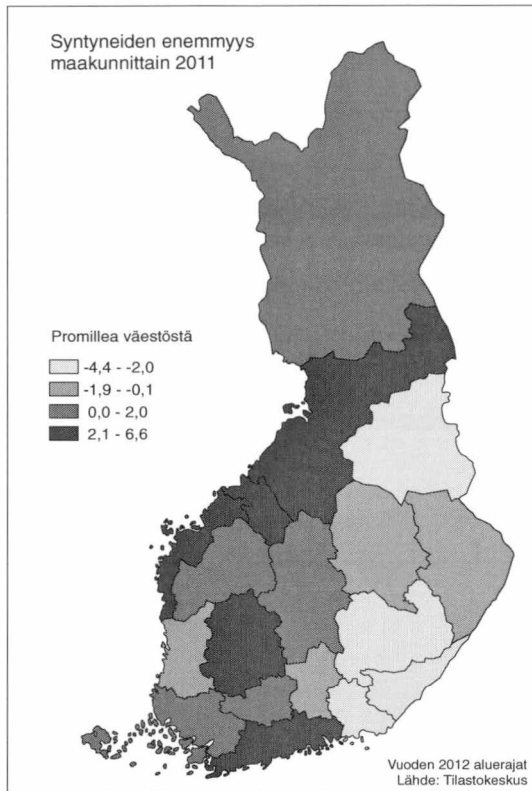 Syntyneiden enemmyys
maakunnittain 2011
Promillea väestöstä
-4,4 - -2,0
-1,9 - -0,1
0,0 - 2,0
2,1 - 6,6
Vuoden 2012 aluerajat
Lähde: Tilastokeskus